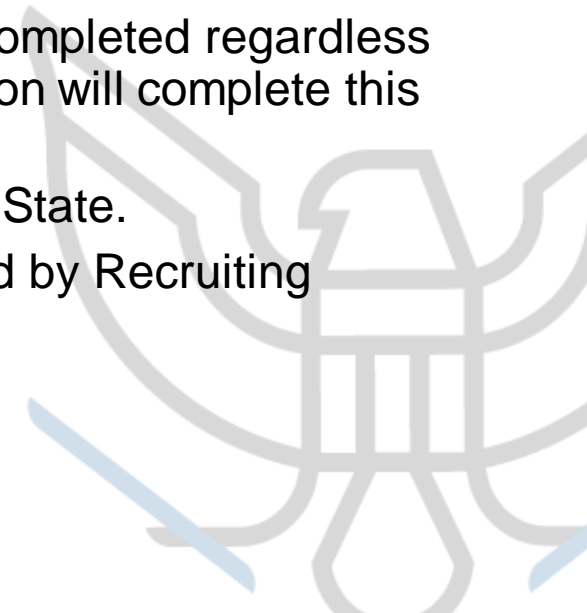 ompleted regardless
on will complete this
State.
d by Recruiting